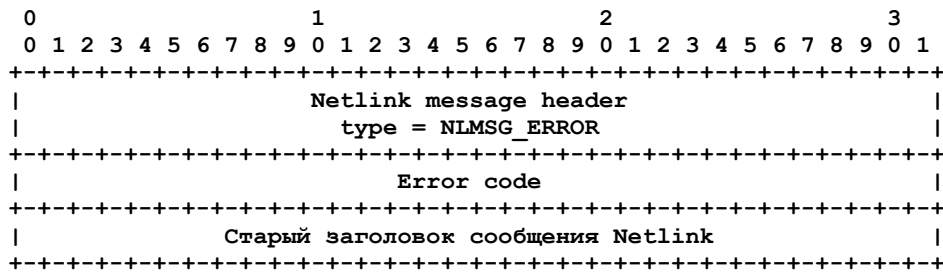 0                   1                   2                   3
0 1 2 3 4 5 6 7 8 9 0 1 2 3 4 5 6 7 8 9 0 1 2 3 4 5 6 7 8 9 0 1
+-+-+-+-+-+-+-+-+-+-+-+-+-+-+-+-+-+-+-+-+-+-+-+-+-+-+-+-+-+-+-+-+
| Netlink message header |
| type = NLMSG_ERROR |
+-+-+-+-+-+-+-+-+-+-+-+-+-+-+-+-+-+-+-+-+-+-+-+-+-+-+-+-+-+-+-+-+
| Error code |
+-+-+-+-+-+-+-+-+-+-+-+-+-+-+-+-+-+-+-+-+-+-+-+-+-+-+-+-+-+-+-+-+
| Старый заголовок сообщения Netlink |
+-+-+-+-+-+-+-+-+-+-+-+-+-+-+-+-+-+-+-+-+-+-+-+-+-+-+-+-+-+-+-+-+